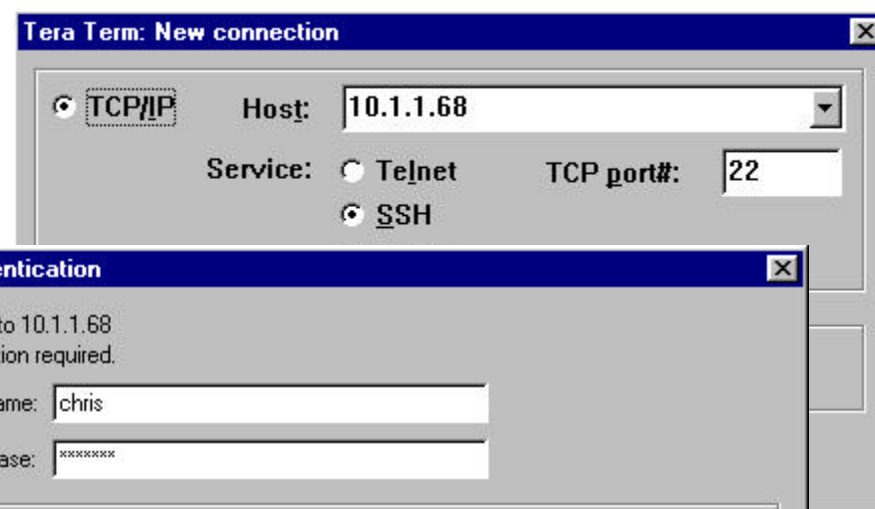 Tera Term: New connection
TCP/IP Host: 10.1.1.68
Service: Telnet TCP port#: 22
SSH
entication
to 10.1.1.68
tion required.
ame: chris
ase: *******